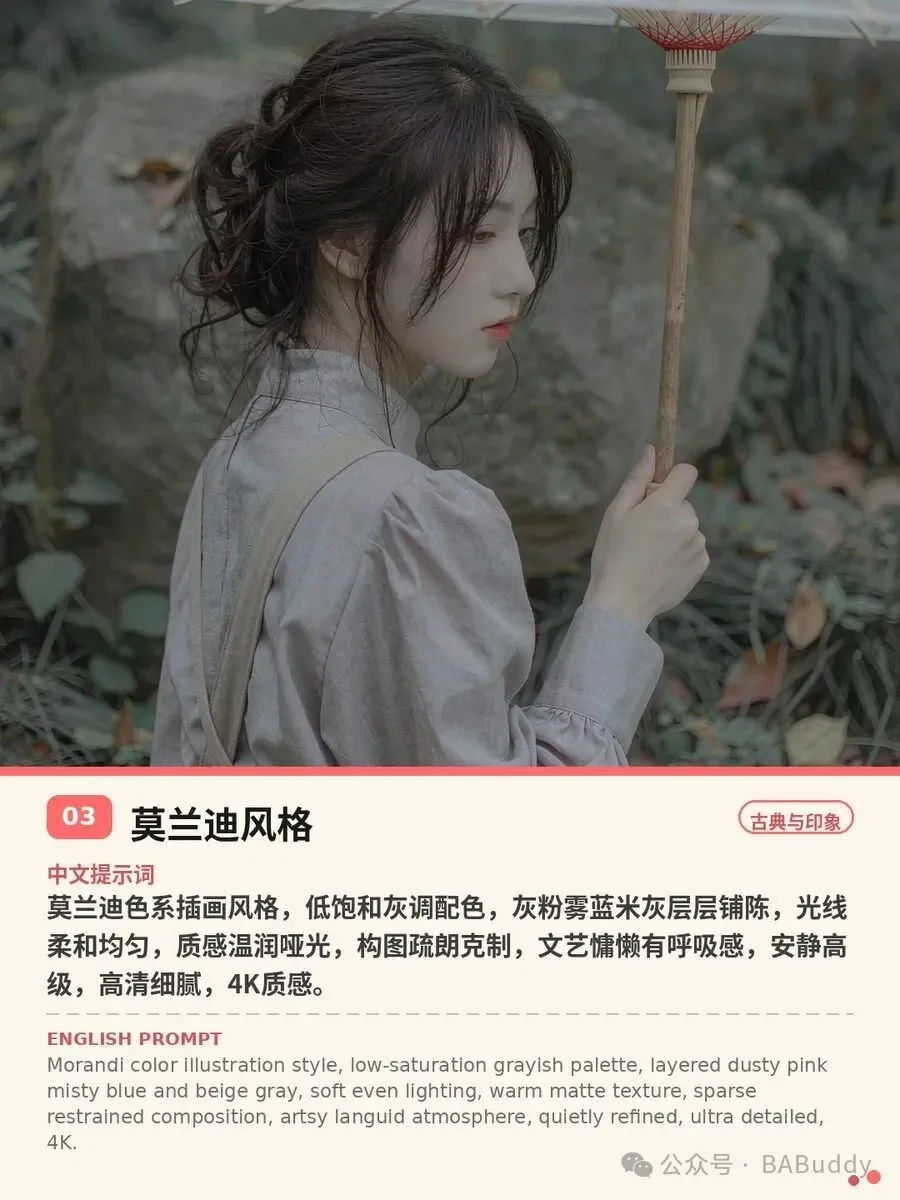 03 莫兰迪风格 古典与印象
中文提示词
莫兰迪色系插画风格，低饱和灰调配色，灰粉雾蓝米灰层层铺陈，光线
柔和均匀，质感温润哑光，构图疏朗克制，文艺慵懒有呼吸感，安静高
级，高清细腻，4K质感。
ENGLISH PROMPT
Morandi color illustration style, low-saturation grayish palette, layered dusty pink
misty blue and beige gray, soft even lighting, warm matte texture, sparse
restrained composition, artsy languid atmosphere, quietly refined, ultra detailed,
4K.
公众号 · BABuddy